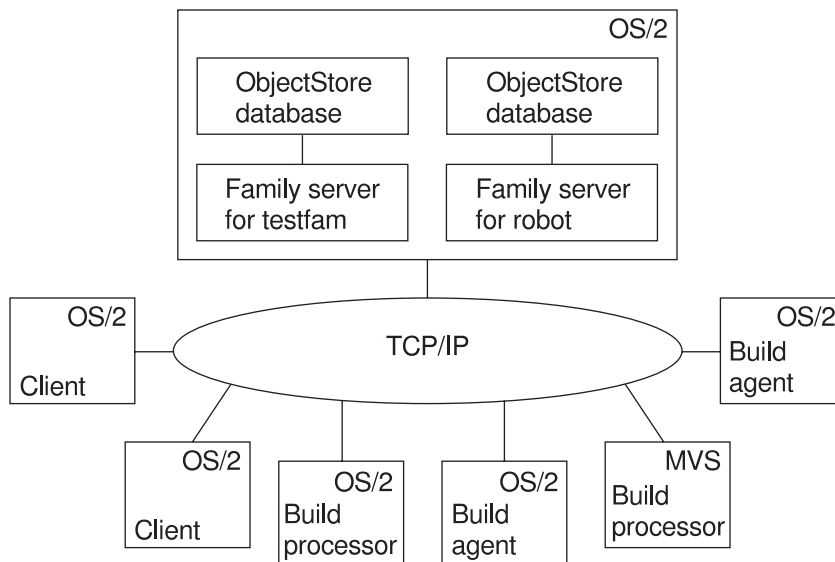 OS/2
ObjectStore
database
ObjectStore
database
Family server
for testfam
Family server
for robot
TCP/IP
OS/2
Client
OS/2
Build
agent
OS/2
Client
OS/2
Build
processor
OS/2
Build
agent
MVS
Build
processor